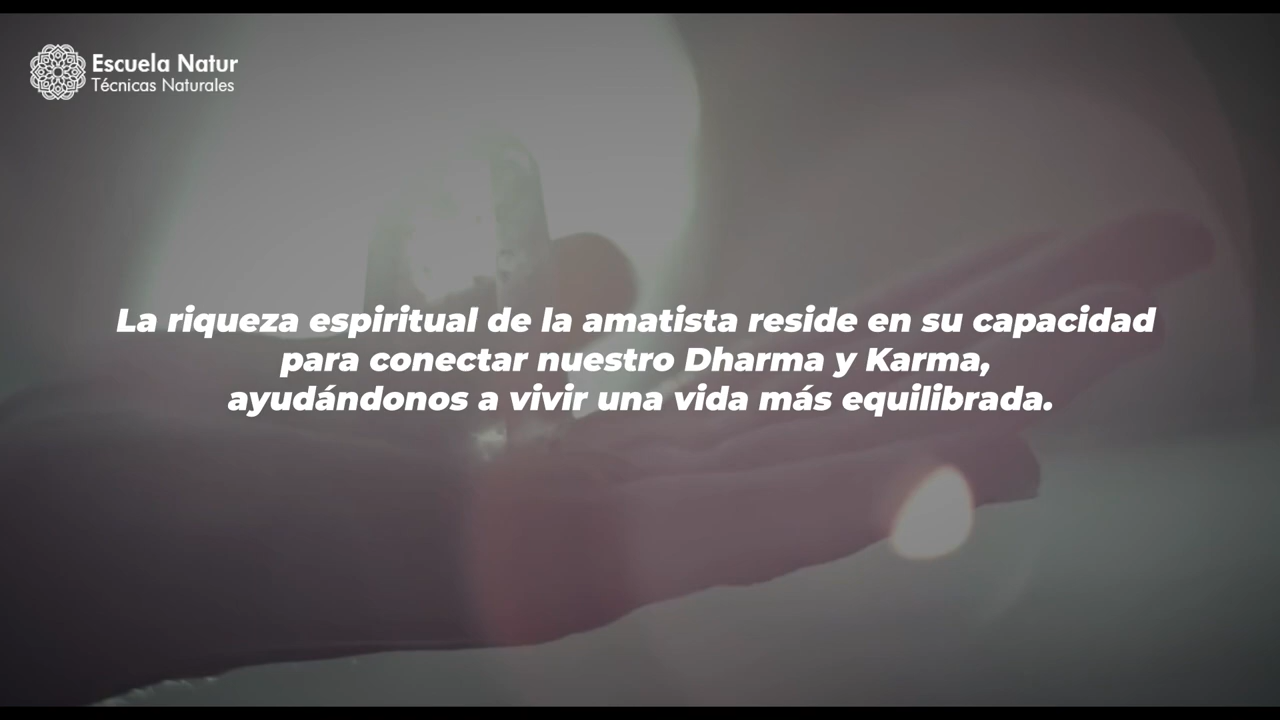 Escuela Natur
Técnicas Naturales
La riqueza espiritual de la amatista reside en su capacidad
para conectar nuestro Dharma y Karma,
ayudándonos a vivir una vida más equilibrada.